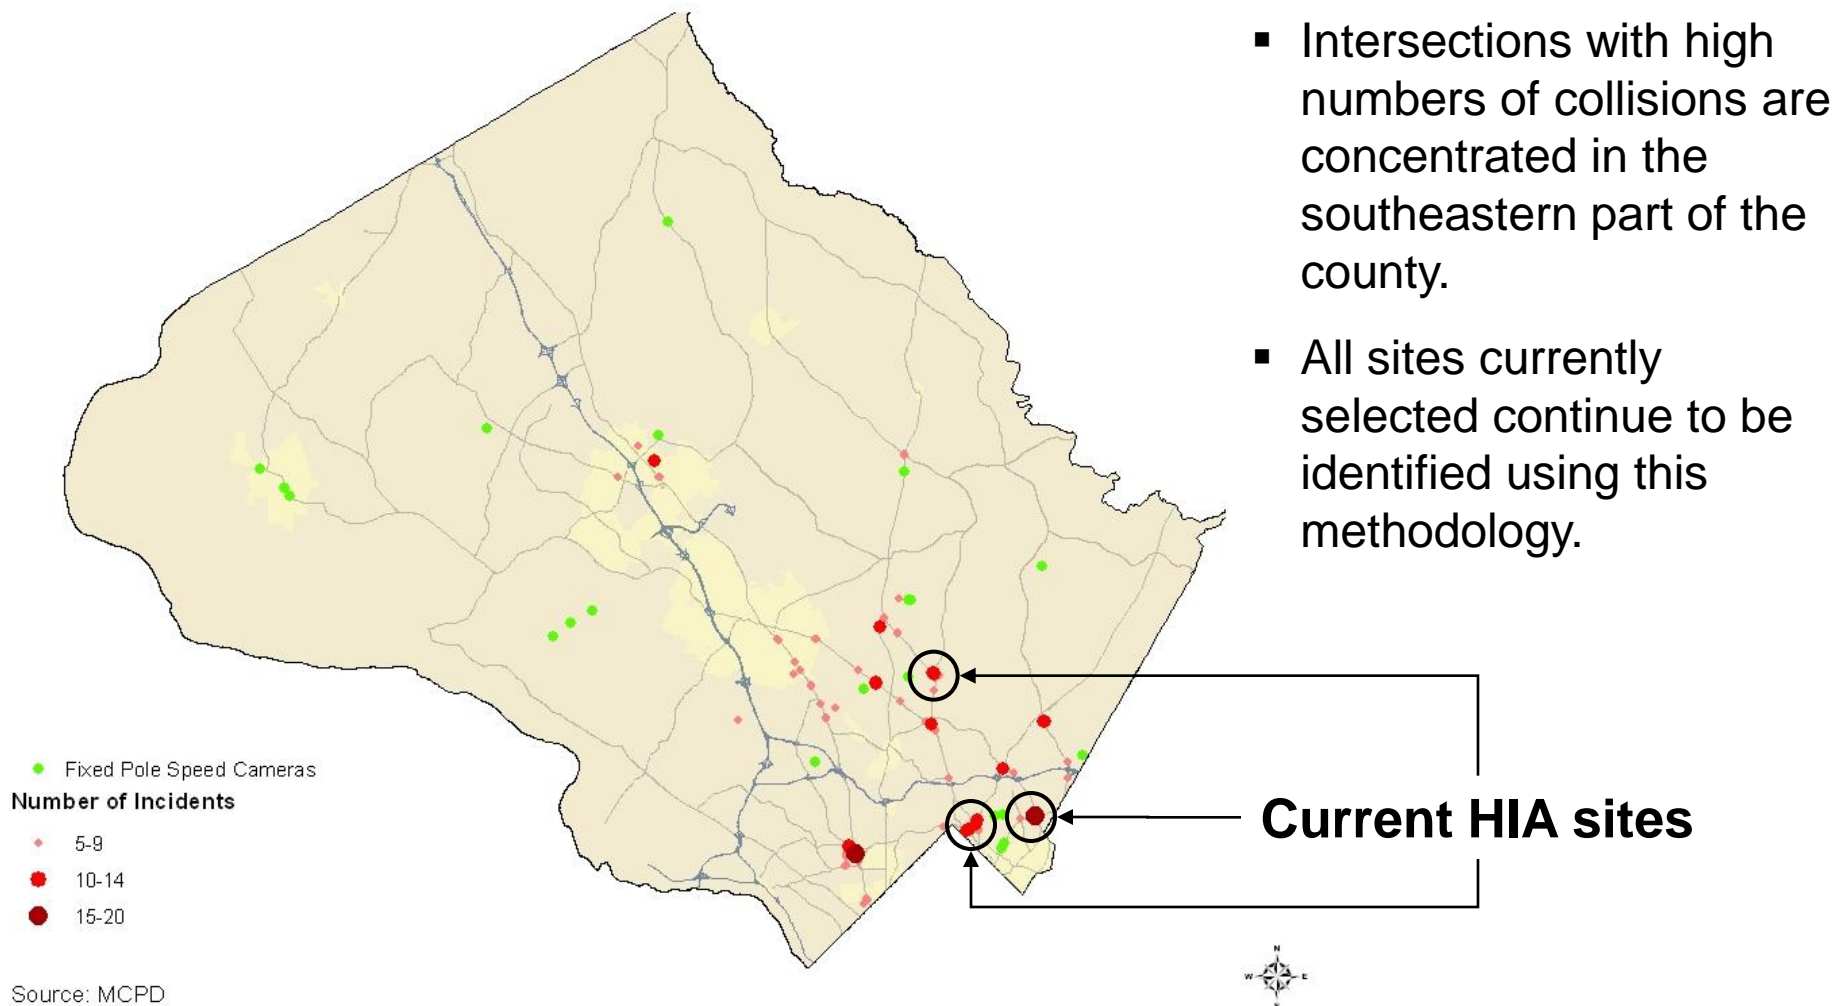 ▪ Intersections with high
numbers of collisions are
concentrated in the
southeastern part of the
county.
▪ All sites currently
selected continue to be
identified using this
methodology.
Fixed Pole Speed Cameras
Number of Incidents
5-9
10-14
15-20
Current HIA sites
Source: MCPD
N
W E
S